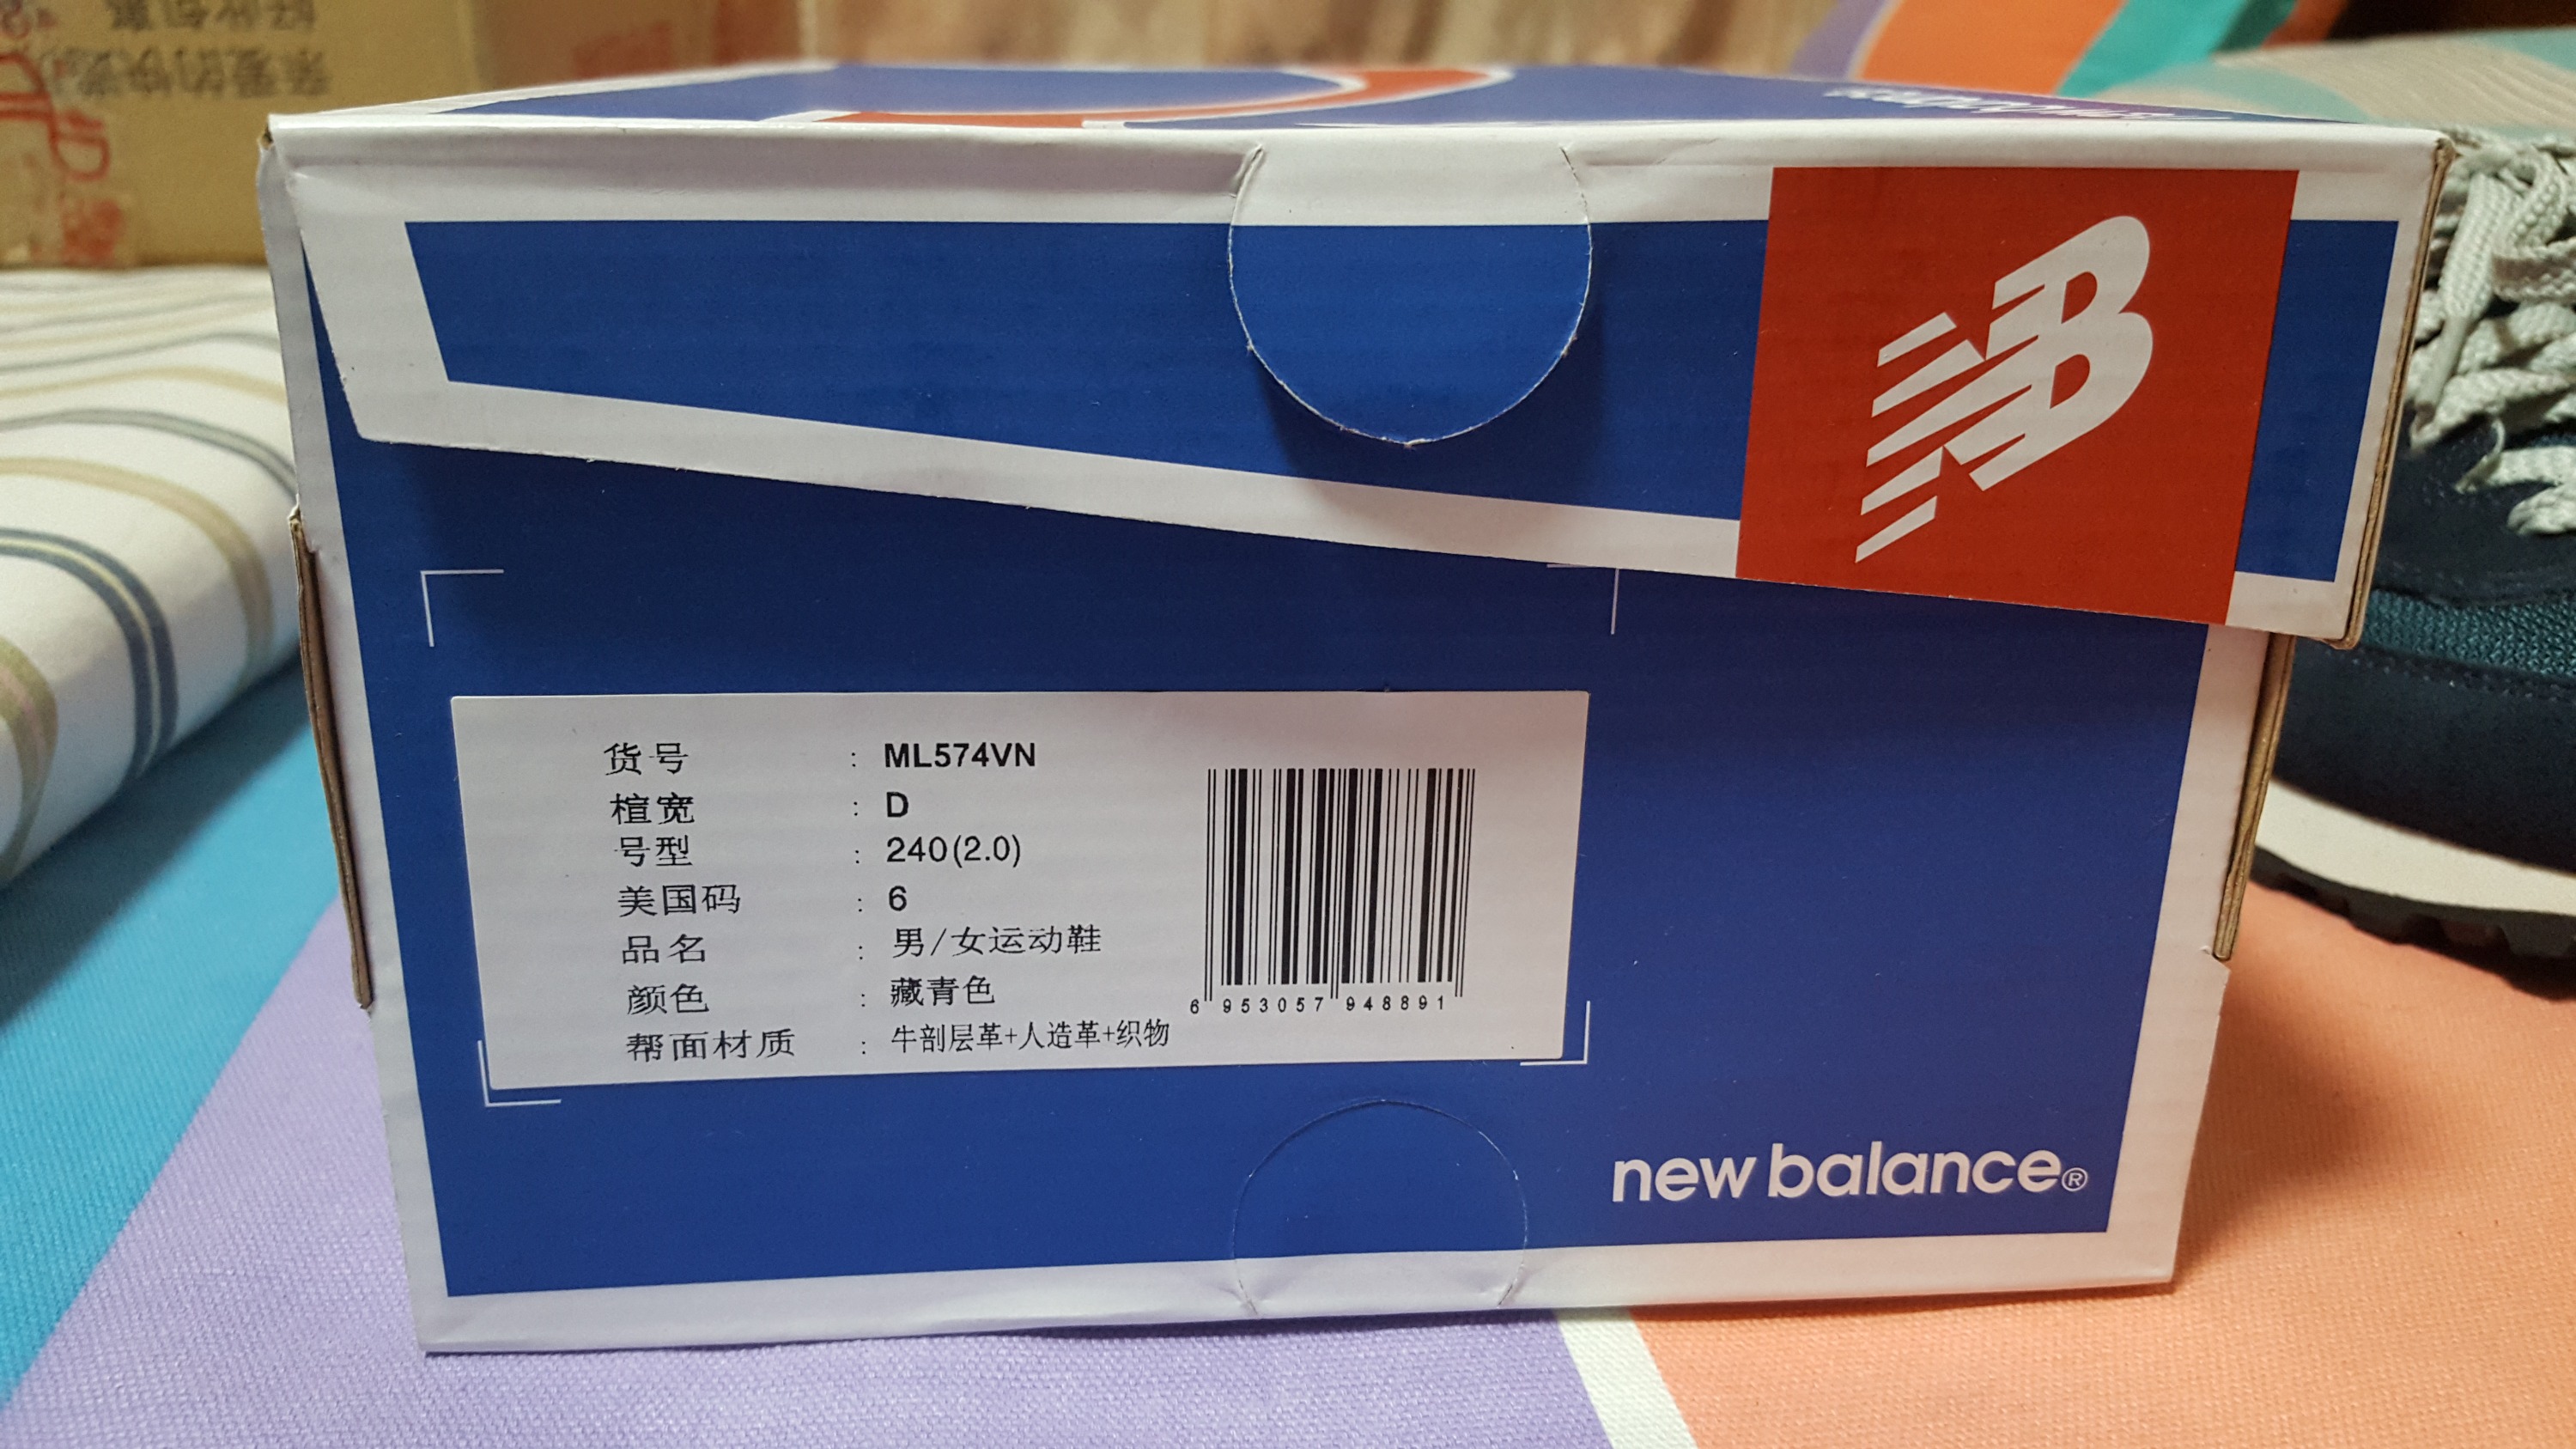 NB
货号 : ML574VN
楦宽 : D
号型 : 240(2.0)
美国码 : 6
品名 : 男/女运动鞋
颜色 : 藏青色
帮面材质 : 牛剖层革+人造革+织物
6 953057 948891
new balance®